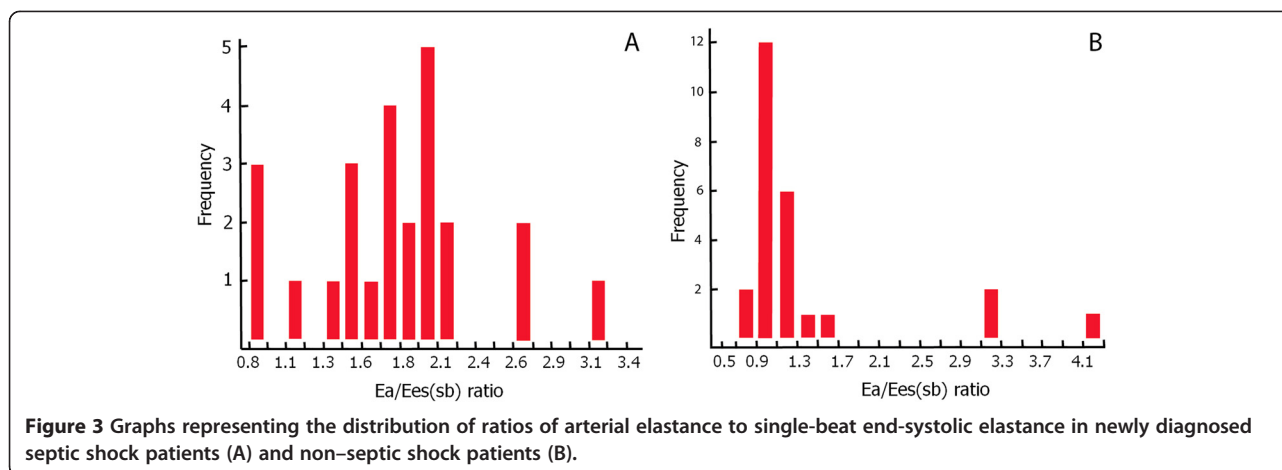 A
5
4
3
2
1
Frequency
0.8 1.1 1.3 1.6 1.8 2.1 2.4 2.6 2.9 3.1 3.4
Ea/Ees(sb) ratio
B
12
10
8
6
4
2
Frequency
0.5 0.9 1.3 1.7 2.1 2.5 2.9 3.3 3.7 4.1
Ea/Ees(sb) ratio
Figure 3 Graphs representing the distribution of ratios of arterial elastance to single-beat end-systolic elastance in newly diagnosed
septic shock patients (A) and non–septic shock patients (B).